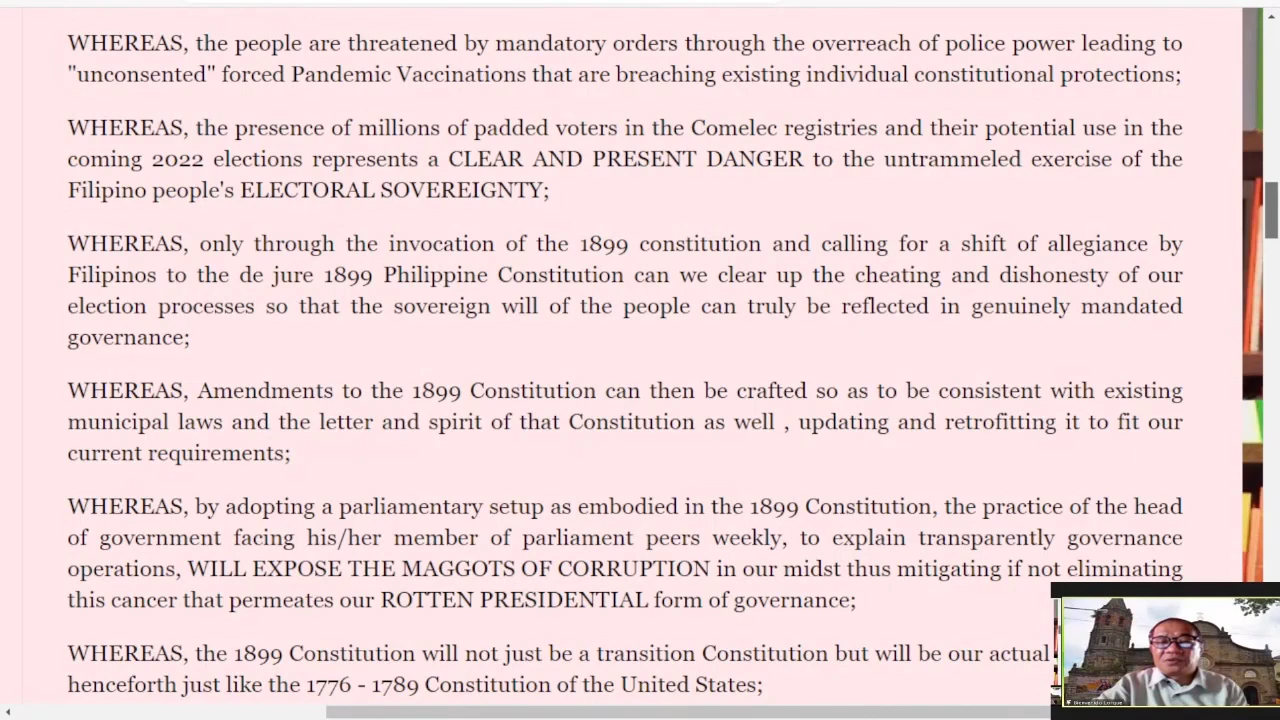 WHEREAS, the people are threatened by mandatory orders through the overreach of police power leading to
"unconsented" forced Pandemic Vaccinations that are breaching existing individual constitutional protections;
WHEREAS, the presence of millions of padded voters in the Comelec registries and their potential use in the
coming 2022 elections represents a CLEAR AND PRESENT DANGER to the untrammeled exercise of the
Filipino people's ELECTORAL SOVEREIGNTY;
WHEREAS, only through the invocation of the 1899 constitution and calling for a shift of allegiance by
Filipinos to the de jure 1899 Philippine Constitution can we clear up the cheating and dishonesty of our
election processes so that the sovereign will of the people can truly be reflected in genuinely mandated
governance;
WHEREAS, Amendments to the 1899 Constitution can then be crafted so as to be consistent with existing
municipal laws and the letter and spirit of that Constitution as well , updating and retrofitting it to fit our
current requirements;
WHEREAS, by adopting a parliamentary setup as embodied in the 1899 Constitution, the practice of the head
of government facing his/her member of parliament peers weekly, to explain transparently governance
operations, WILL EXPOSE THE MAGGOTS OF CORRUPTION in our midst thus mitigating if not eliminating
this cancer that permeates our ROTTEN PRESIDENTIAL form of governance;
WHEREAS, the 1899 Constitution will not just be a transition Constitution but will be our actual
henceforth just like the 1776 - 1789 Constitution of the United States;